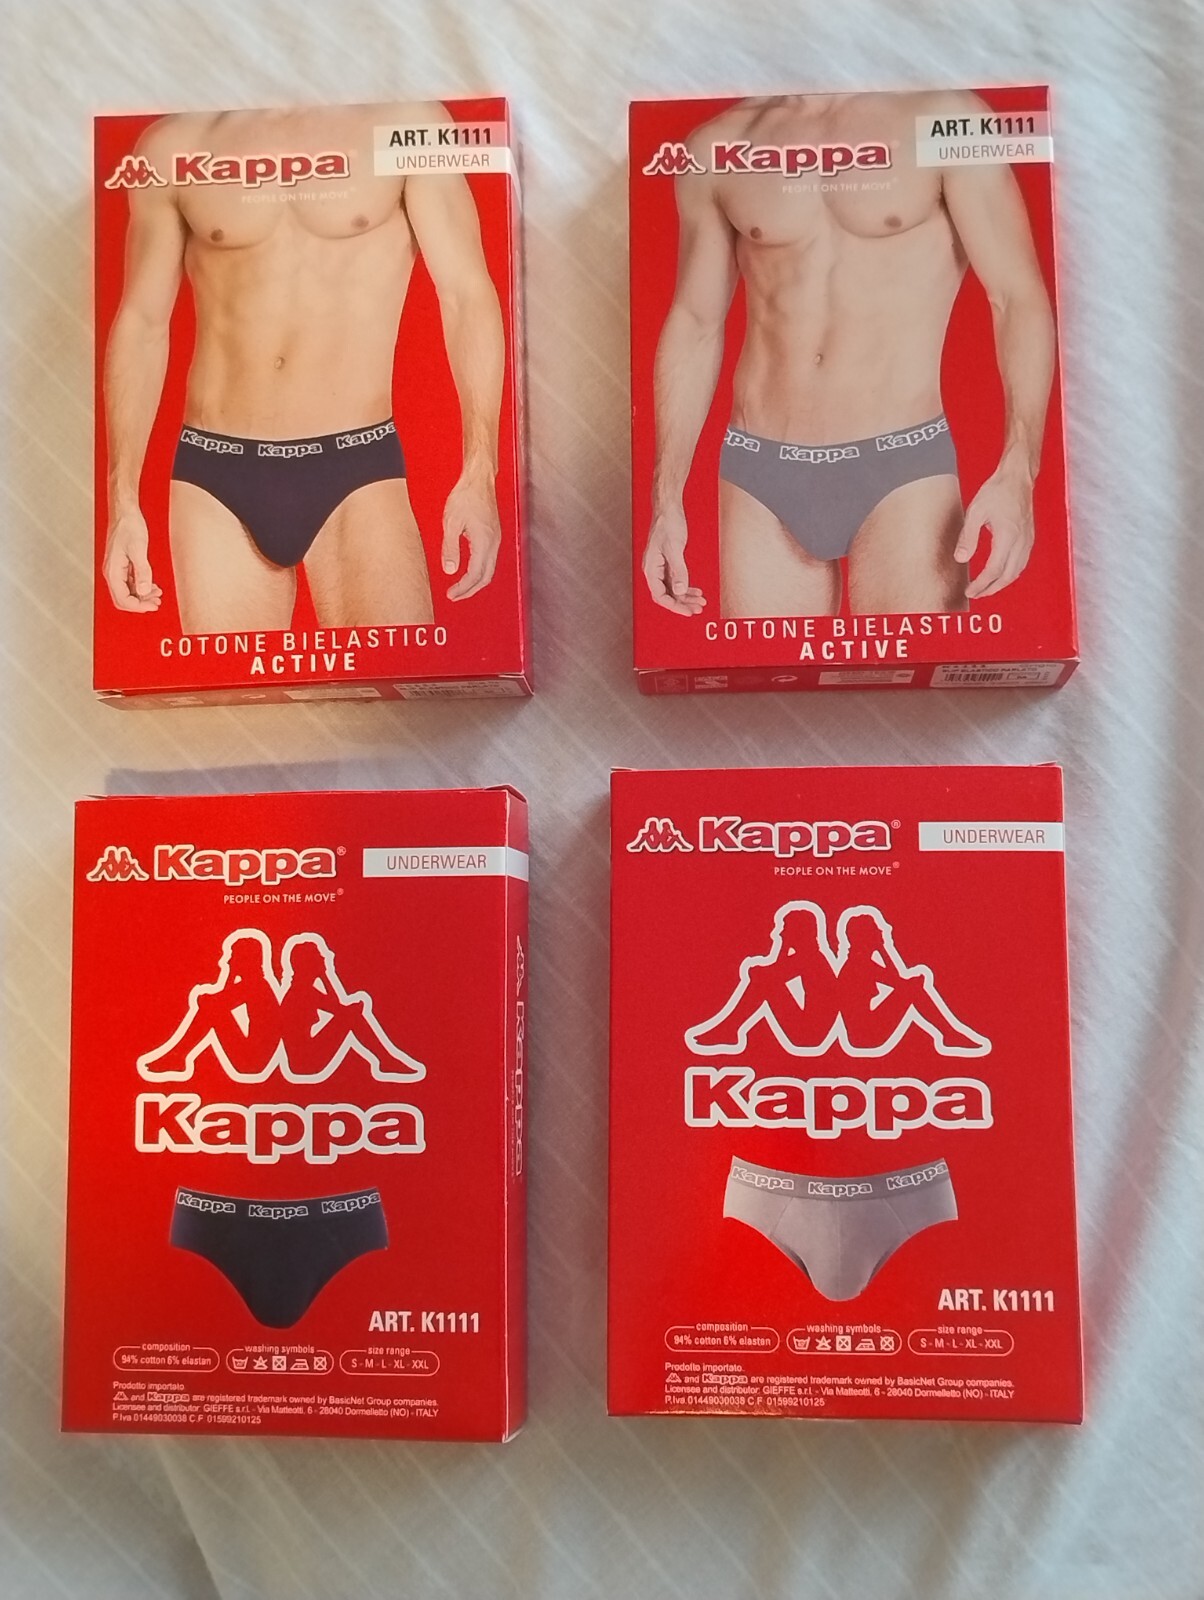 Kappa
PEOPLE ON THE MOVE®
ART. K1111
UNDERWEAR
Kappa Kappa Kappa
COTONE BIELASTICO
ACTIVE
Kappa
PEOPLE ON THE MOVE®
ART. K1111
UNDERWEAR
ppa Kappa Kappa
COTONE BIELASTICO
ACTIVE
Kappa®
PEOPLE ON THE MOVE®
UNDERWEAR
Kappa
Kappa Kappa Kappa
ART. K1111
composition
94% cotton 6% elastan
washing symbols
size range
S - M - L - XL - XXL
Prodotto importato.
and Kappa are registered trademark owned by BasicNet Group companies.
Licensee and distributor: GIEFFE s.r.l. - Via Matteotti, 6 - 28040 Dormelletto (NO) - ITALY
P.Iva 01449030038 C.F 01599210125
Kappa
Kappa®
PEOPLE ON THE MOVE®
UNDERWEAR
Kappa
Kappa Kappa Kappa
ART. K1111
composition
94% cotton 6% elastan
washing symbols
size range
S - M - L - XL - XXL
Prodotto importato.
and Kappa are registered trademark owned by BasicNet Group companies.
Licensee and distributor: GIEFFE s.r.l. - Via Matteotti, 6 - 28040 Dormelletto (NO) - ITALY
P.Iva 01449030038 C.F 01599210125